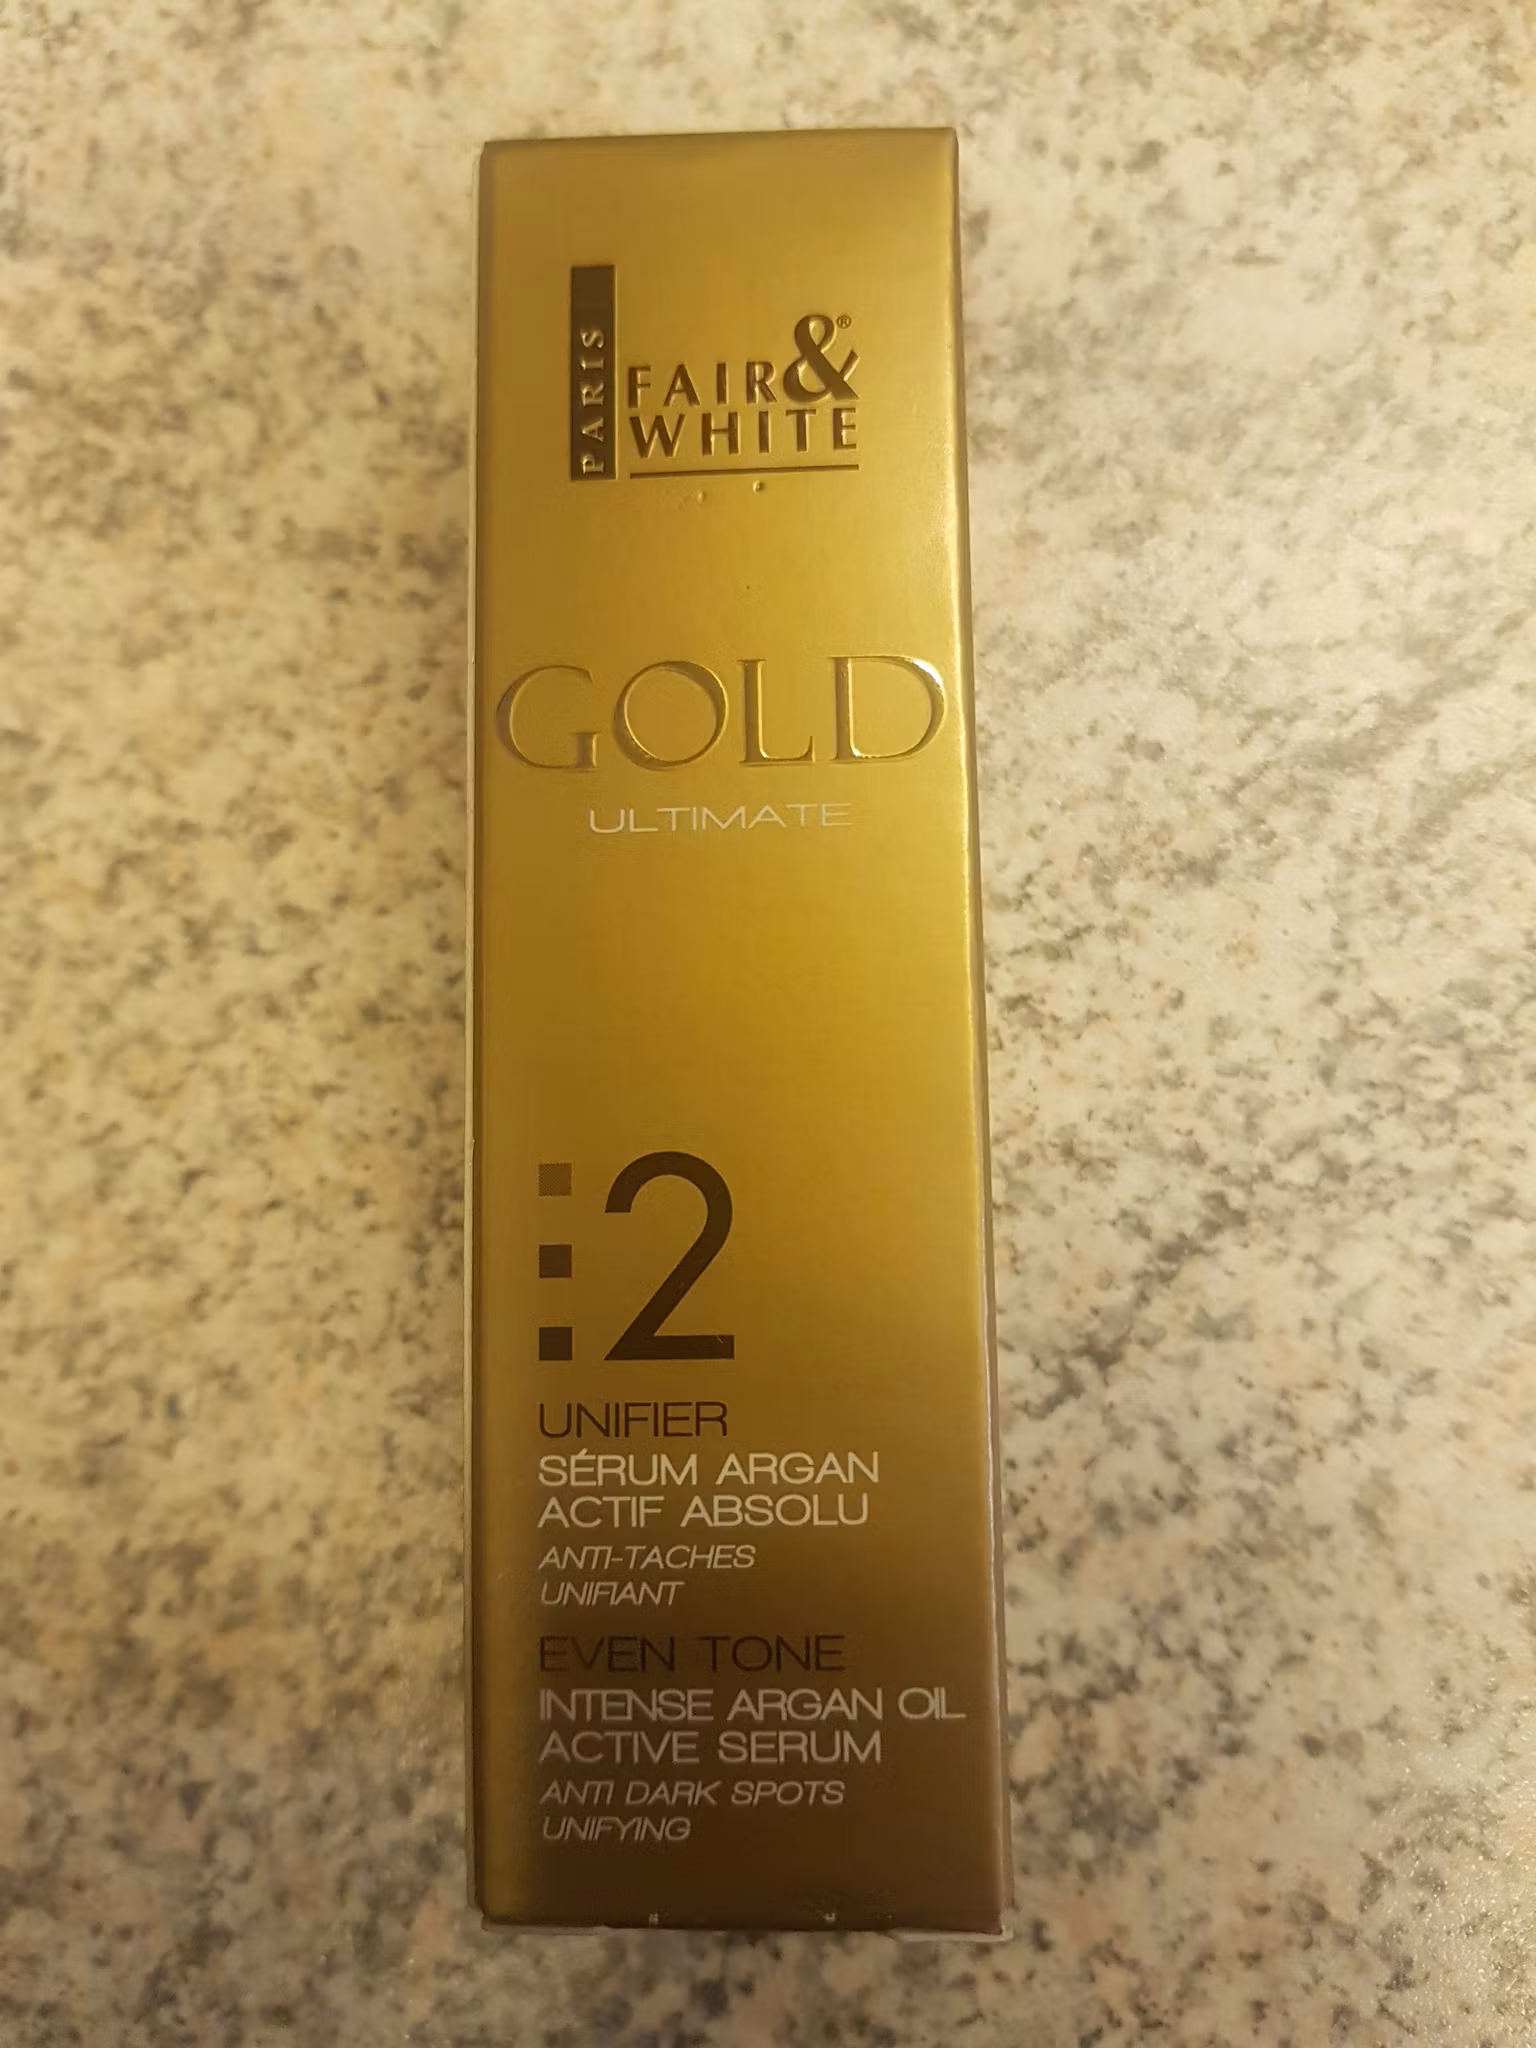 PARIS
FAIR &®
WHITE
GOLD
ULTIMATE
2
UNIFIER
SÉRUM ARGAN
ACTIF ABSOLU
ANTI-TACHES
UNIFIANT
EVEN TONE
INTENSE ARGAN OIL
ACTIVE SERUM
ANTI DARK SPOTS
UNIFYING